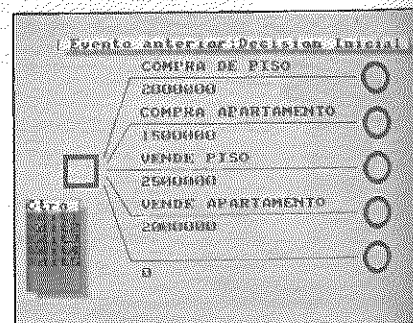 Evento anterior:Decision Inicial
COMPRA DE PISO
2000000
COMPRA APARTAMENTO
1500000
VENDE PISO
2500000
Otro
VENDE APARTAMENTO
2000000
0